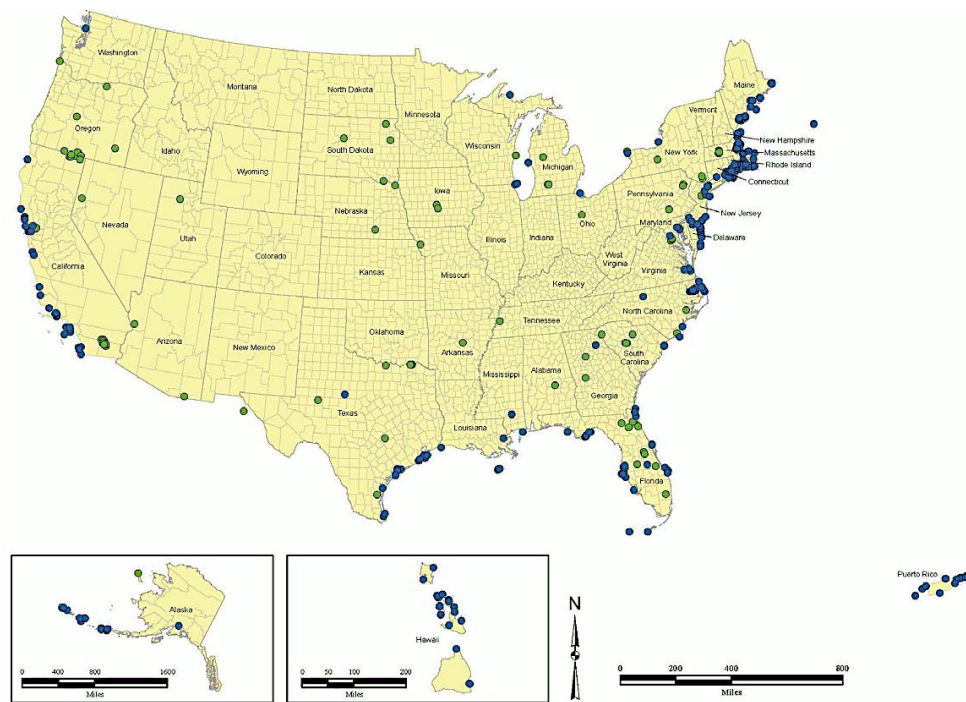 Washington
Maine
Montana
North Dakota
Minnesota
Vermont
Oregon
Idaho
Wisconsin
New Hampshire
South Dakota
New York
Massachusetts
Michigan
Rhode Island
Wyoming
Connecticut
Iowa
Pennsylvania
Nebraska
New Jersey
Nevada
Ohio
Utah
Illinois
Indiana
Maryland
Delaware
Colorado
West
Virginia
California
Kansas
Missouri
Virginia
Kentucky
North Carolina
Tennessee
Oklahoma
Arizona
New Mexico
Arkansas
South
Carolina
Mississippi
Alabama
Georgia
Texas
Louisiana
Florida
Puerto Rico
Alaska
Hawaii
N
0 400 800 1600
Miles
0 50 100 200
Miles
0 200 400 800
Miles